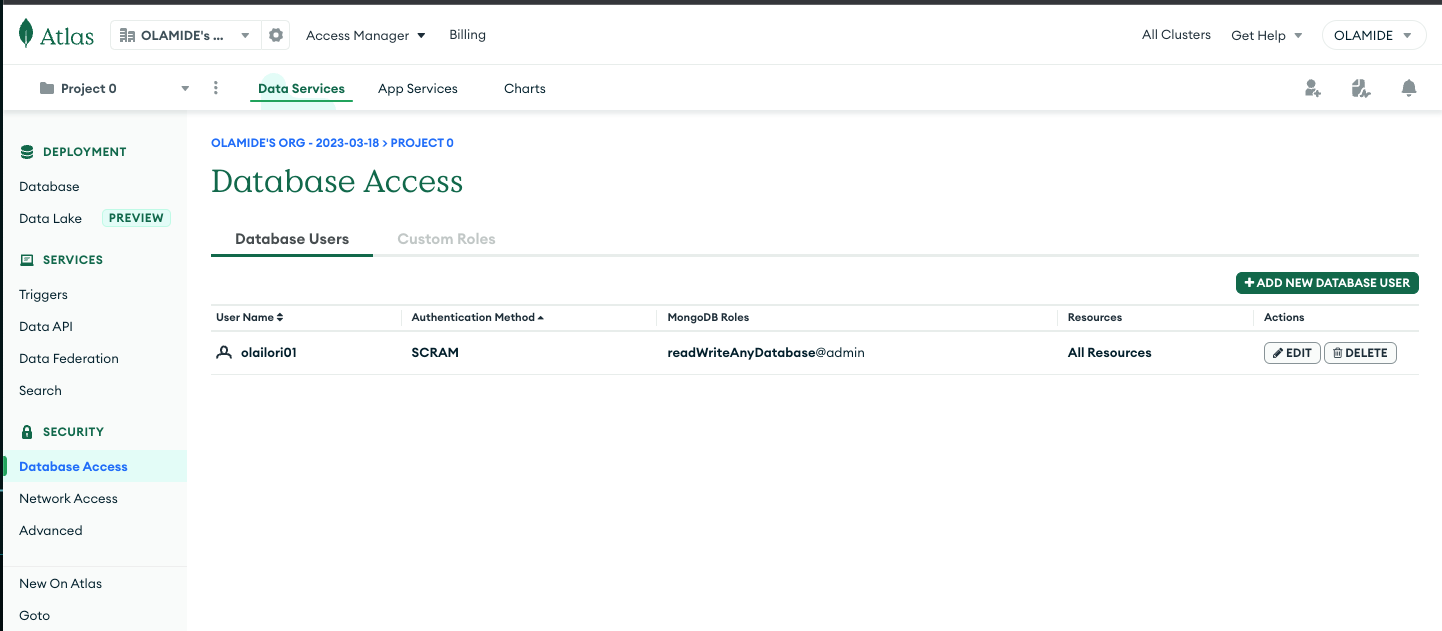 Atlas
OLAMIDE's ...
Access Manager
Billing
All Clusters
Get Help
OLAMIDE
Project 0
Data Services
App Services
Charts
DEPLOYMENT
Database
Data Lake
PREVIEW
SERVICES
Triggers
Data API
Data Federation
Search
SECURITY
Database Access
Network Access
Advanced
New On Atlas
Goto
OLAMIDE'S ORG - 2023-03-18 > PROJECT 0
Database Access
Database Users
Custom Roles
+ ADD NEW DATABASE USER
User Name
Authentication Method
MongoDB Roles
Resources
Actions
olailori01
SCRAM
readWriteAnyDatabase@admin
All Resources
EDIT
DELETE